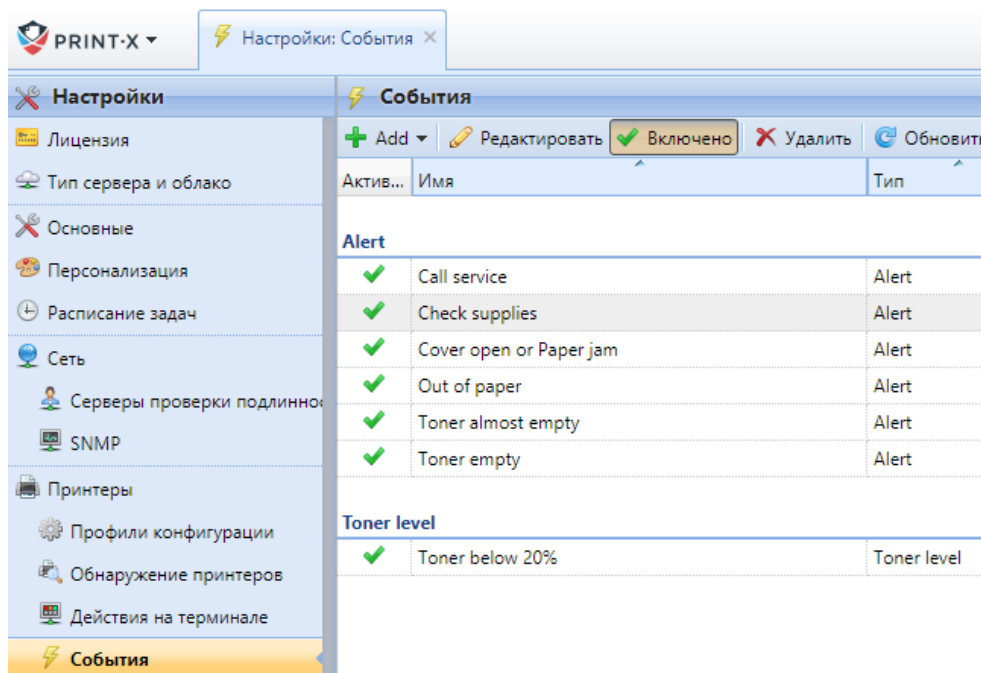 PRINT·X
Настройки: События
Настройки
События
Лицензия
Add
Редактировать
Включено
Удалить
Обновить
Тип сервера и облако
Актив...
Имя
Тип
Основные
Alert
Персонализация
Call service
Alert
Расписание задач
Check supplies
Alert
Сеть
Cover open or Paper jam
Alert
Серверы проверки подлиннос
Out of paper
Alert
SNMP
Toner almost empty
Alert
Toner empty
Alert
Принтеры
Toner level
Профили конфигурации
Toner below 20%
Toner level
Обнаружение принтеров
Действия на терминале
События